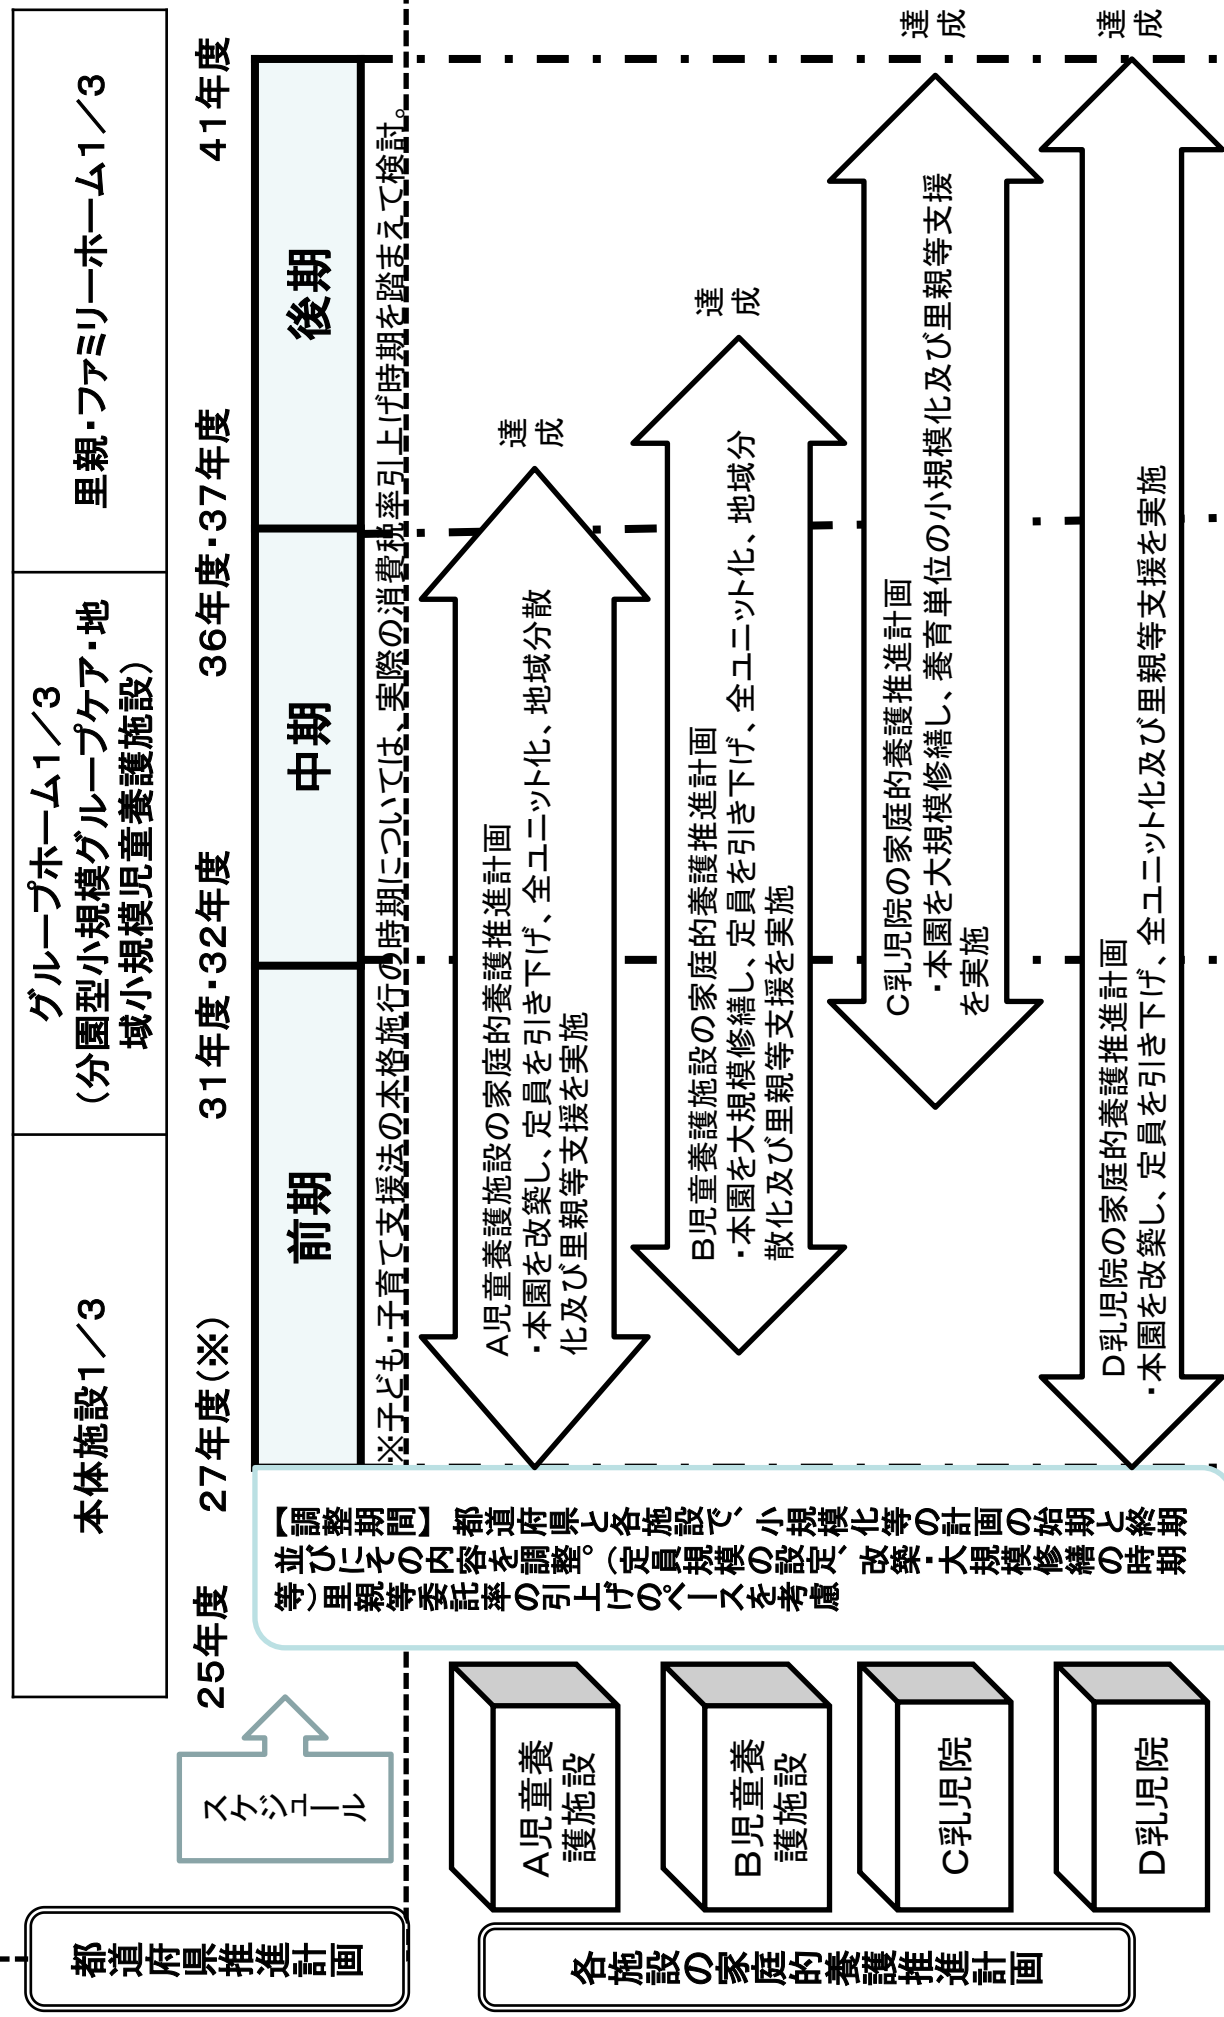 都道府県推進計画
スケジュール
本体施設1／3
グループホーム1／3
（分園型小規模グループケア・地
域小規模児童養護施設）
里親・ファミリーホーム1／3
25年度
27年度（※）
31年度・32年度
36年度・37年度
41年度
前期
中期
後期
※子ども・子育て支援法の本格施行の時期については、実際の消費税率引上げ時期を踏まえて検討。
【調整期間】 都道府県と各施設で、小規模化等の計画の始期と終期
並びにその内容を調整。（定員規模の設定、改築・大規模修繕の時期
等）里親等委託率の引上げのペースを考慮
各施設の家庭的養護推進計画
A児童養
護施設
A児童養護施設の家庭的養護推進計画
・本園を改築し、定員を引き下げ、全ユニット化、地域分散
化及び里親等支援を実施
達
成
B児童養
護施設
B児童養護施設の家庭的養護推進計画
・本園を大規模修繕し、定員を引き下げ、全ユニット化、地域分
散化及び里親等支援を実施
達
成
C乳児院
C乳児院の家庭的養護推進計画
・本園を大規模修繕し、養育単位の小規模化及び里親等支援
を実施
達
成
D乳児院
D乳児院の家庭的養護推進計画
・本園を改築し、定員を引き下げ、全ユニット化及び里親等支援を実施
達
成